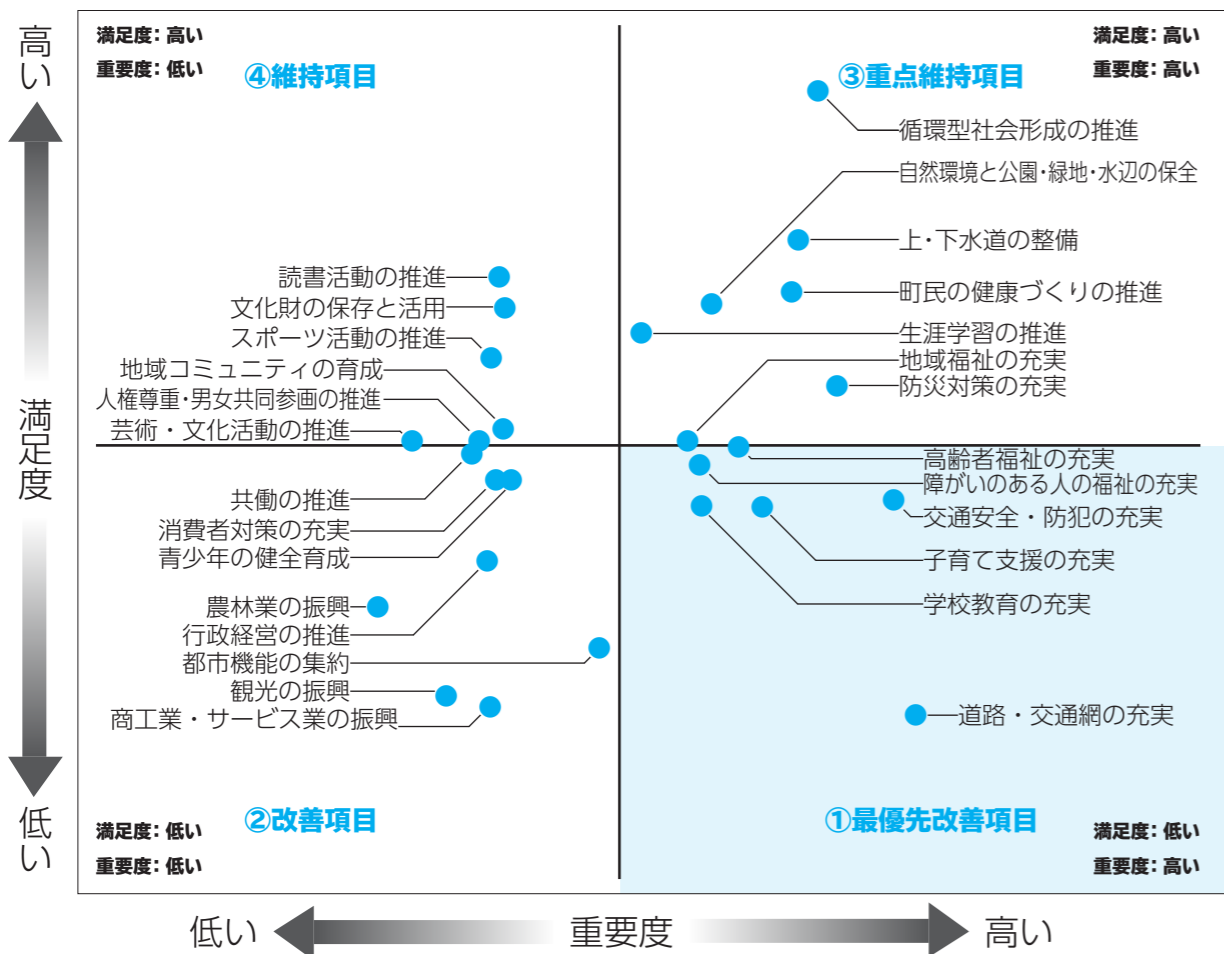 高い
満足度
低い
満足度: 高い
重要度: 低い
④維持項目
読書活動の推進
文化財の保存と活用
スポーツ活動の推進
地域コミュニティの育成
人権尊重・男女共同参画の推進
芸術・文化活動の推進
満足度: 高い
重要度: 高い
③重点維持項目
循環型社会形成の推進
自然環境と公園・緑地・水辺の保全
上・下水道の整備
町民の健康づくりの推進
生涯学習の推進
地域福祉の充実
防災対策の充実
共働の推進
消費者対策の充実
青少年の健全育成
農林業の振興
行政経営の推進
都市機能の集約
観光の振興
商工業・サービス業の振興
②改善項目
満足度: 低い
重要度: 低い
高齢者福祉の充実
障がいのある人の福祉の充実
交通安全・防犯の充実
子育て支援の充実
学校教育の充実
道路・交通網の充実
①最優先改善項目
満足度: 低い
重要度: 高い
低い
重要度
高い